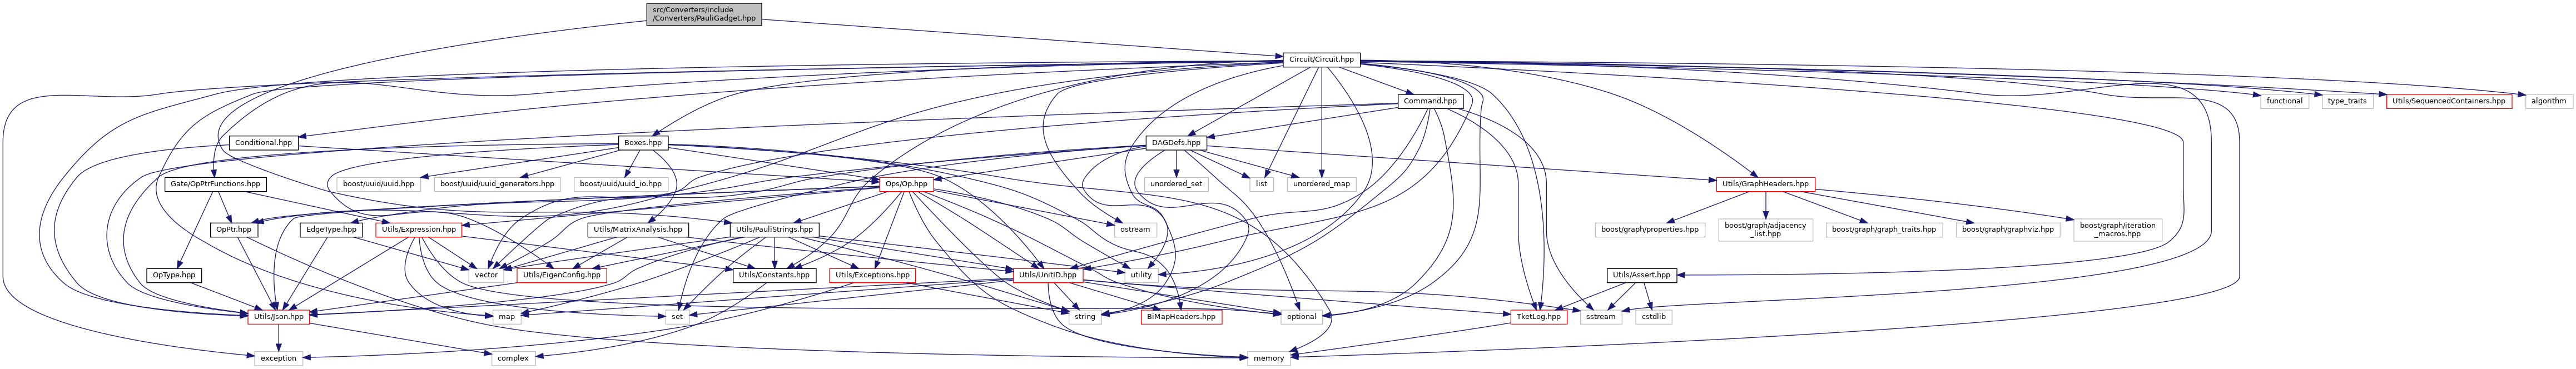 src/Converters/include
/Converters/PauliGadget.hpp
Circuit/Circuit.hpp
Command.hpp
functional
type_traits
Utils/SequencedContainers.hpp
algorithm
Conditional.hpp
Boxes.hpp
DAGDefs.hpp
Gate/OpPtrFunctions.hpp
boost/uuid/uuid.hpp
boost/uuid/uuid_generators.hpp
boost/uuid/uuid_io.hpp
Ops/Op.hpp
unordered_set
list
unordered_map
Utils/GraphHeaders.hpp
OpPtr.hpp
EdgeType.hpp
Utils/Expression.hpp
Utils/MatrixAnalysis.hpp
Utils/PauliStrings.hpp
ostream
boost/graph/properties.hpp
boost/graph/adjacency
_list.hpp
boost/graph/graph_traits.hpp
boost/graph/graphviz.hpp
boost/graph/iteration
_macros.hpp
OpType.hpp
vector
Utils/EigenConfig.hpp
Utils/Constants.hpp
Utils/Exceptions.hpp
Utils/UnitID.hpp
utility
Utils/Assert.hpp
Utils/Json.hpp
map
set
string
BiMapHeaders.hpp
optional
TketLog.hpp
sstream
cstdlib
exception
complex
memory